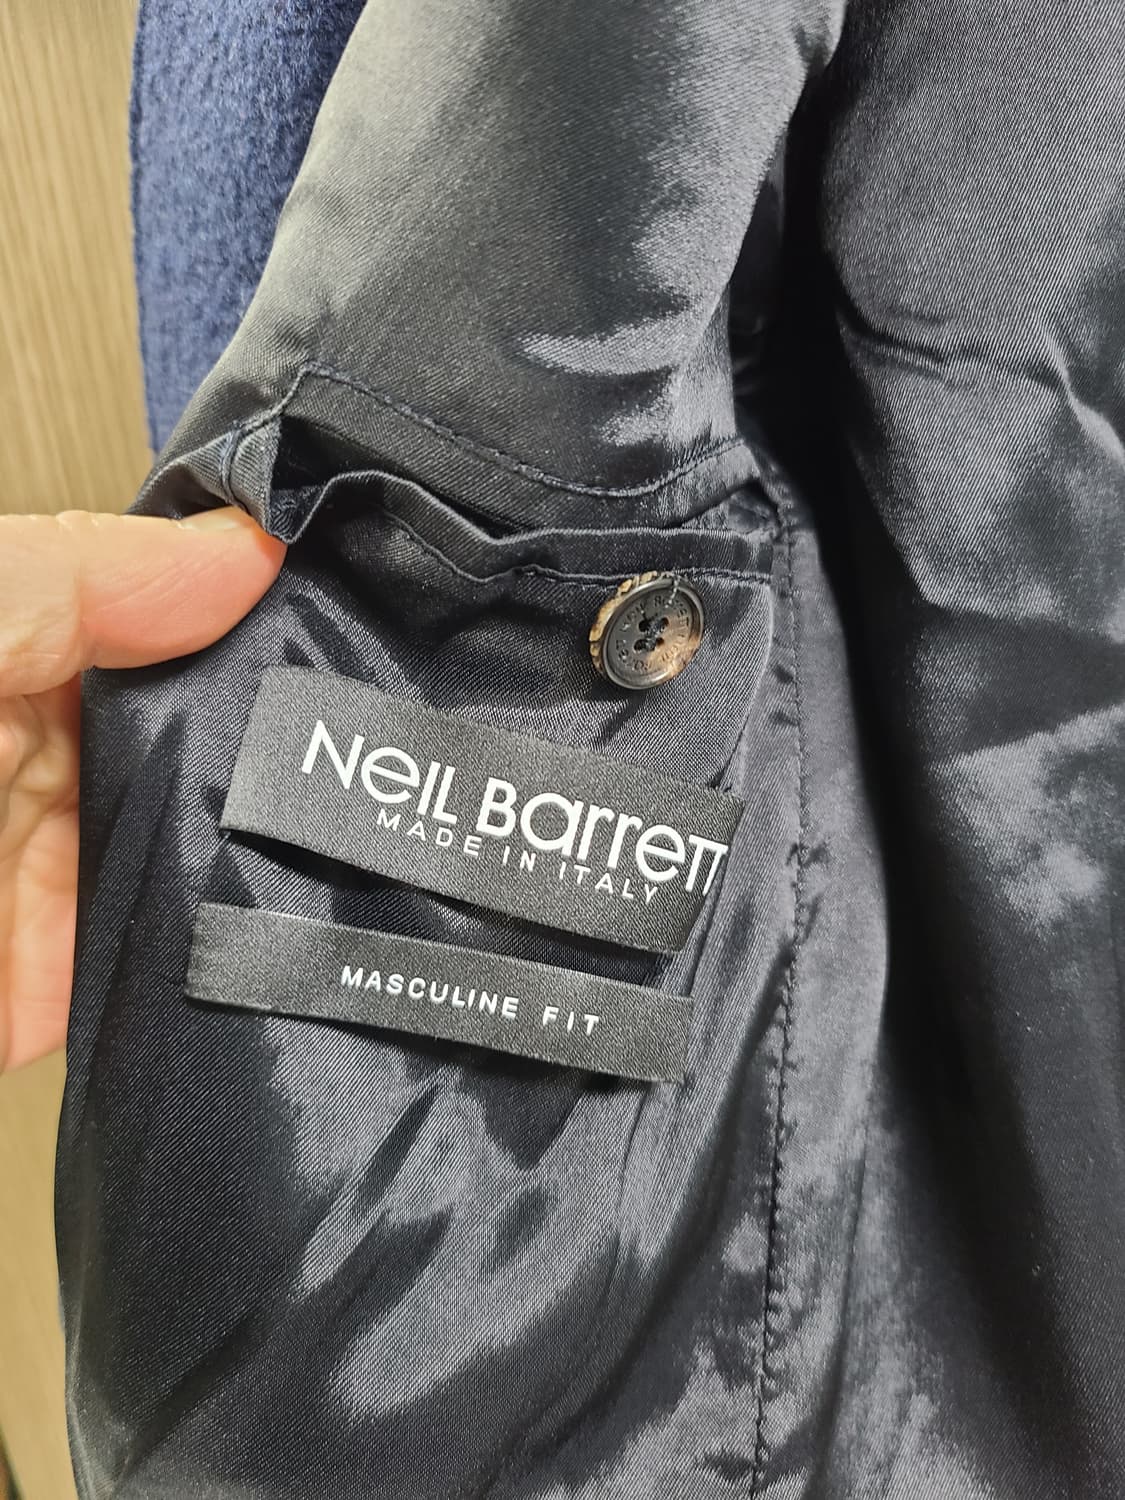 NEIL BARRETT
MADE IN ITALY
MASCULINE FIT